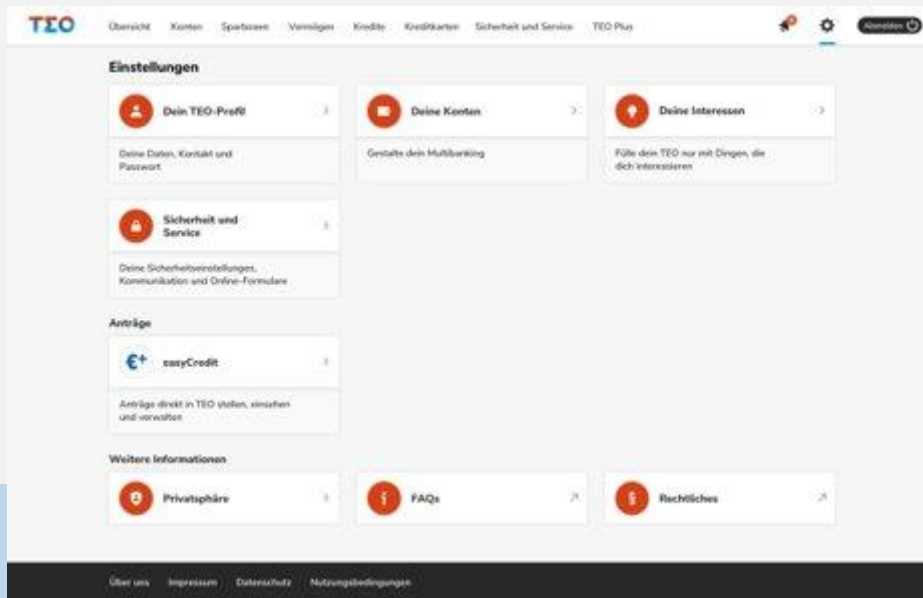 TEO
Übersicht Konten Sparkassen Vermögen Kredite Kreditkarten Sicherheit und Service TEO Plus Abmelden
Einstellungen
Dein TEO-Profil
Deine Daten, Kontakt und
Passwort
Deine Konten
Gestalte dein Multibanking
Deine Interessen
Fülle dein TEO nur mit Dingen, die
dich interessieren
Sicherheit und
Service
Deine Sicherheitseinstellungen,
Kommunikation und Online-Formulare
Anträge
€+ easyCredit
Anträge direkt in TEO stellen, einsehen
und verwalten
Weitere Informationen
Privatsphäre
FAQs
Rechtliches
Über uns Impressum Datenschutz Nutzungsbedingungen